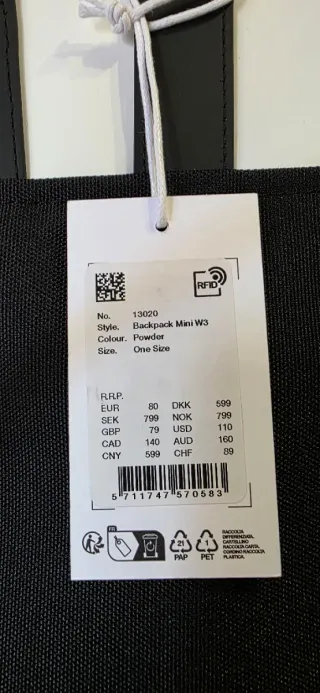 RFID
No. 13020
Style. Backpack Mini W3
Colour. Powder
Size. One Size
R.R.P.
EUR 80 DKK 599
SEK 799 NOK 799
GBP 79 USD 110
CAD 140 AUD 160
CNY 599 CHF 89
5 711747 570583
FR
21
PAP
1
PET
RACCOLTA
DIFFERENZIATA.
CARTELLINO
RACCOLTA CARTA.
CORDINO RACCOLTA
PLASTICA.